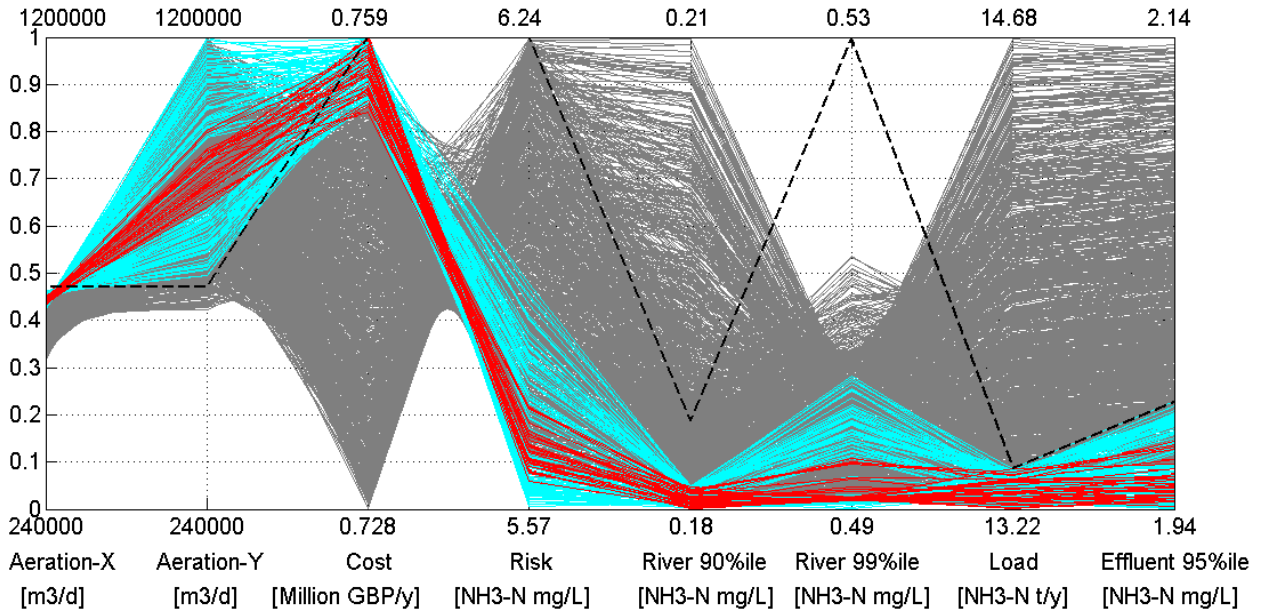 1200000 1200000 0.759 6.24 0.21 0.53 14.68 2.14
1
0.9
0.8
0.7
0.6
0.5
0.4
0.3
0.2
0.1
0
240000 240000 0.728 5.57 0.18 0.49 13.22 1.94
Aeration-X Aeration-Y Cost Risk River 90%ile River 99%ile Load Effluent 95%ile
[m3/d] [m3/d] [Million GBP/y] [NH3-N mg/L] [NH3-N mg/L] [NH3-N mg/L] [NH3-N t/y] [NH3-N mg/L]